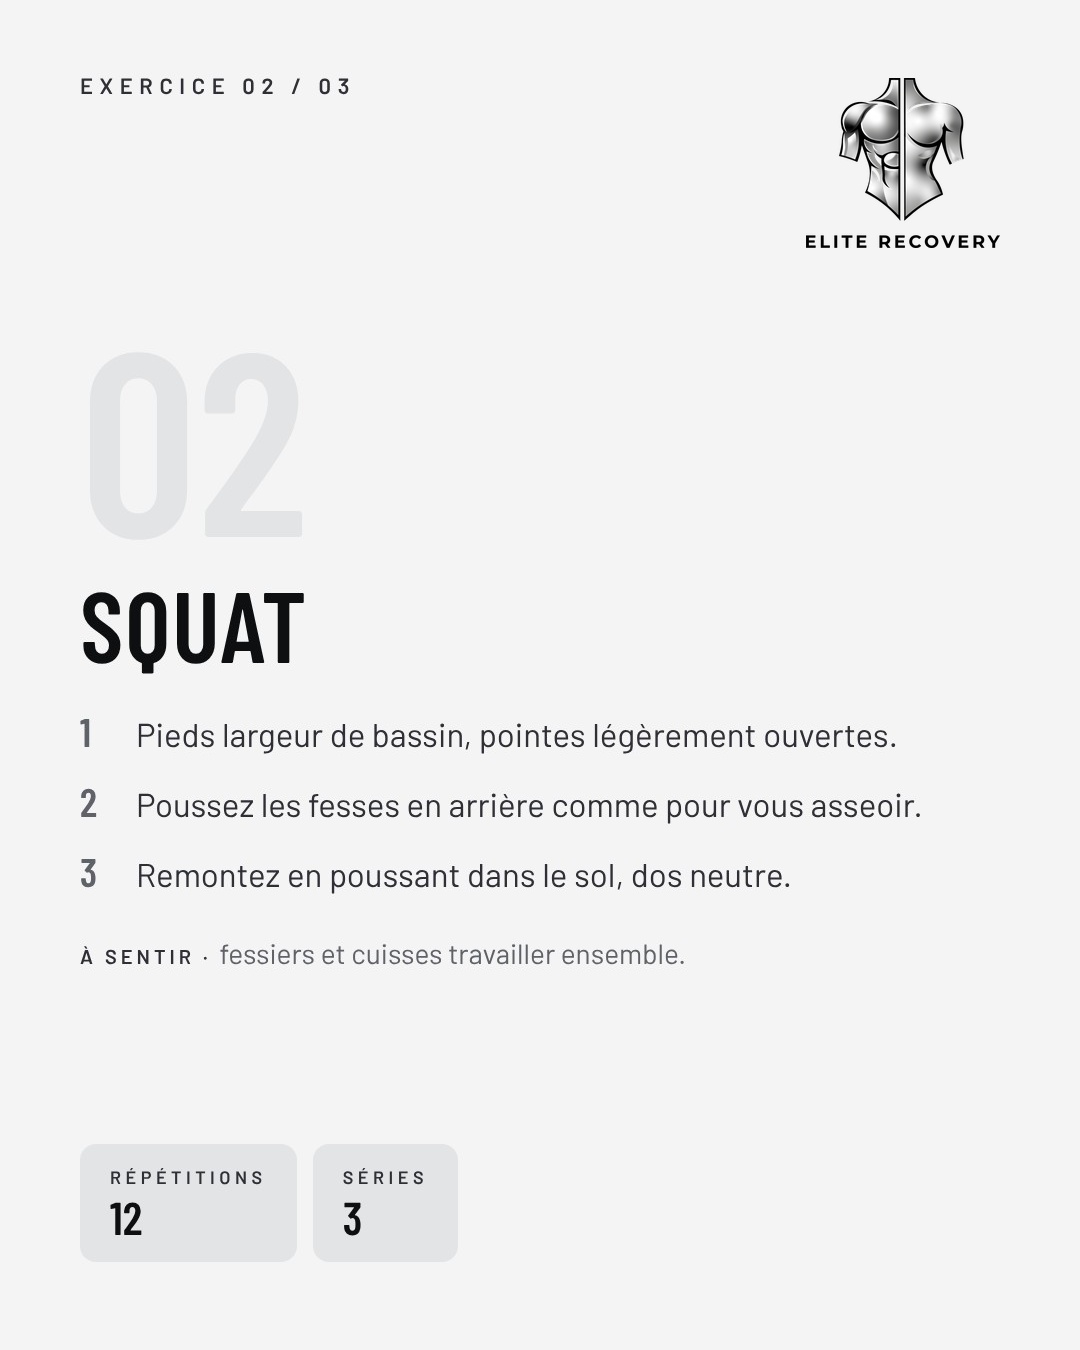 EXERCICE 02 / 03
ELITE RECOVERY
02
SQUAT
1 Pieds largeur de bassin, pointes légèrement ouvertes.
2 Poussez les fesses en arrière comme pour vous asseoir.
3 Remontez en poussant dans le sol, dos neutre.
À SENTIR · fessiers et cuisses travailler ensemble.
RÉPÉTITIONS
12
SÉRIES
3